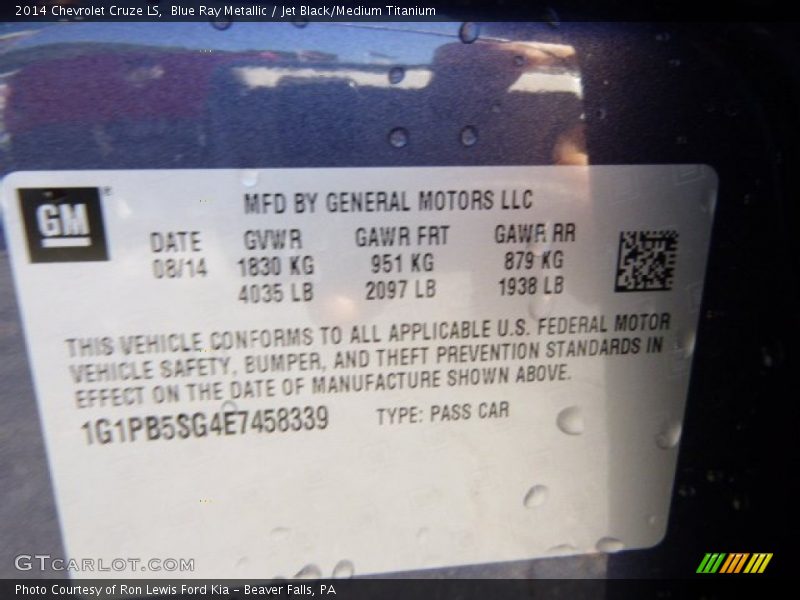 2014 Chevrolet Cruze LS, Blue Ray Metallic / Jet Black/Medium Titanium
GM®
MFD BY GENERAL MOTORS LLC
DATE GVWR GAWR FRT GAWR RR
08/14 1830 KG 951 KG 879 KG
4035 LB 2097 LB 1938 LB
THIS VEHICLE CONFORMS TO ALL APPLICABLE U.S. FEDERAL MOTOR
VEHICLE SAFETY, BUMPER, AND THEFT PREVENTION STANDARDS IN
EFFECT ON THE DATE OF MANUFACTURE SHOWN ABOVE.
1G1PB5SG4E7458339 TYPE: PASS CAR
GTCARLOT.COM
Photo Courtesy of Ron Lewis Ford Kia - Beaver Falls, PA